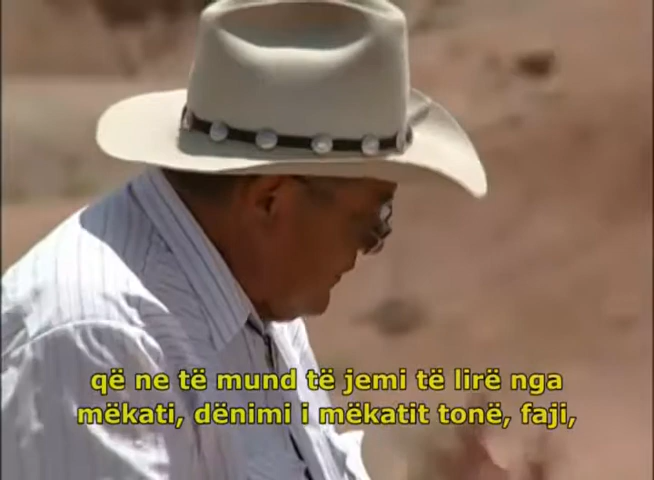 që ne të mund të jemi të lirë nga
mëkati, dënimi i mëkatit tonë, faji,